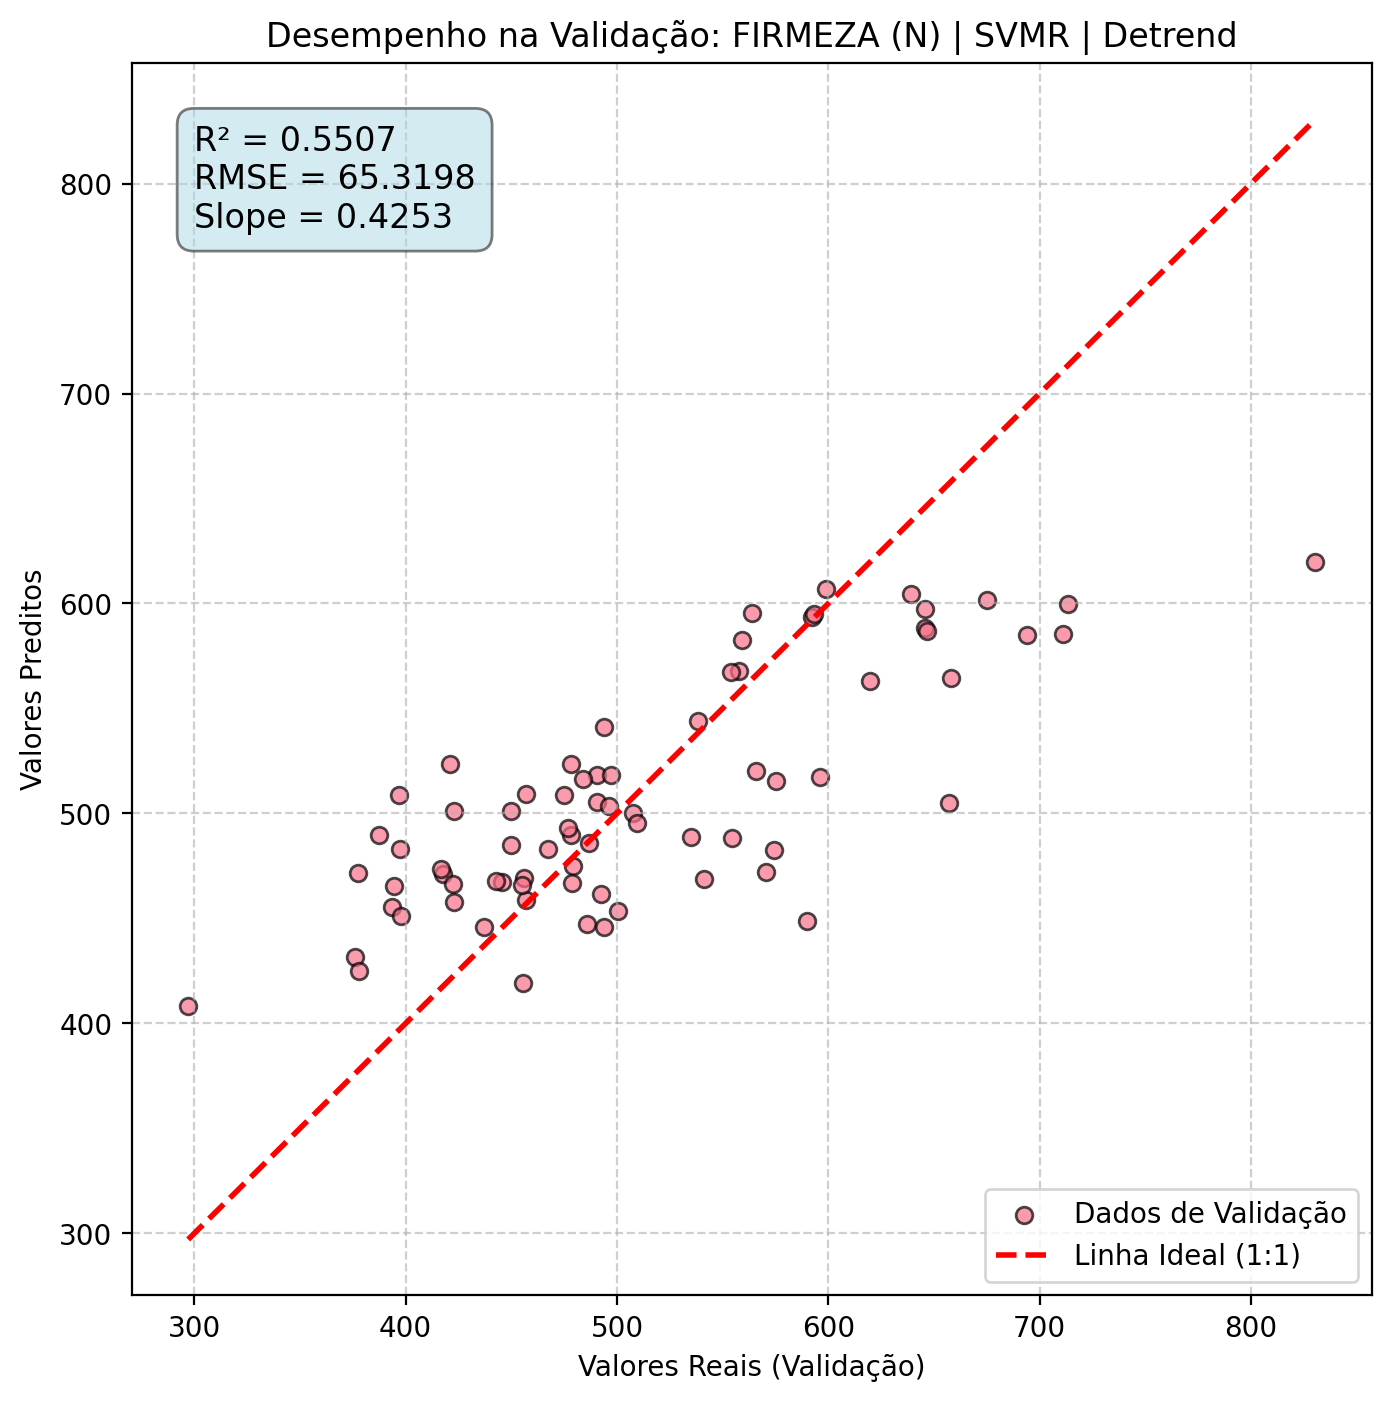 Desempenho na Validação: FIRMEZA (N) | SVMR | Detrend
R² = 0.5507
RMSE = 65.3198
Slope = 0.4253
800
700
600
500
400
300
Valores Preditos
Dados de Validação
Linha Ideal (1:1)
300 400 500 600 700 800
Valores Reais (Validação)